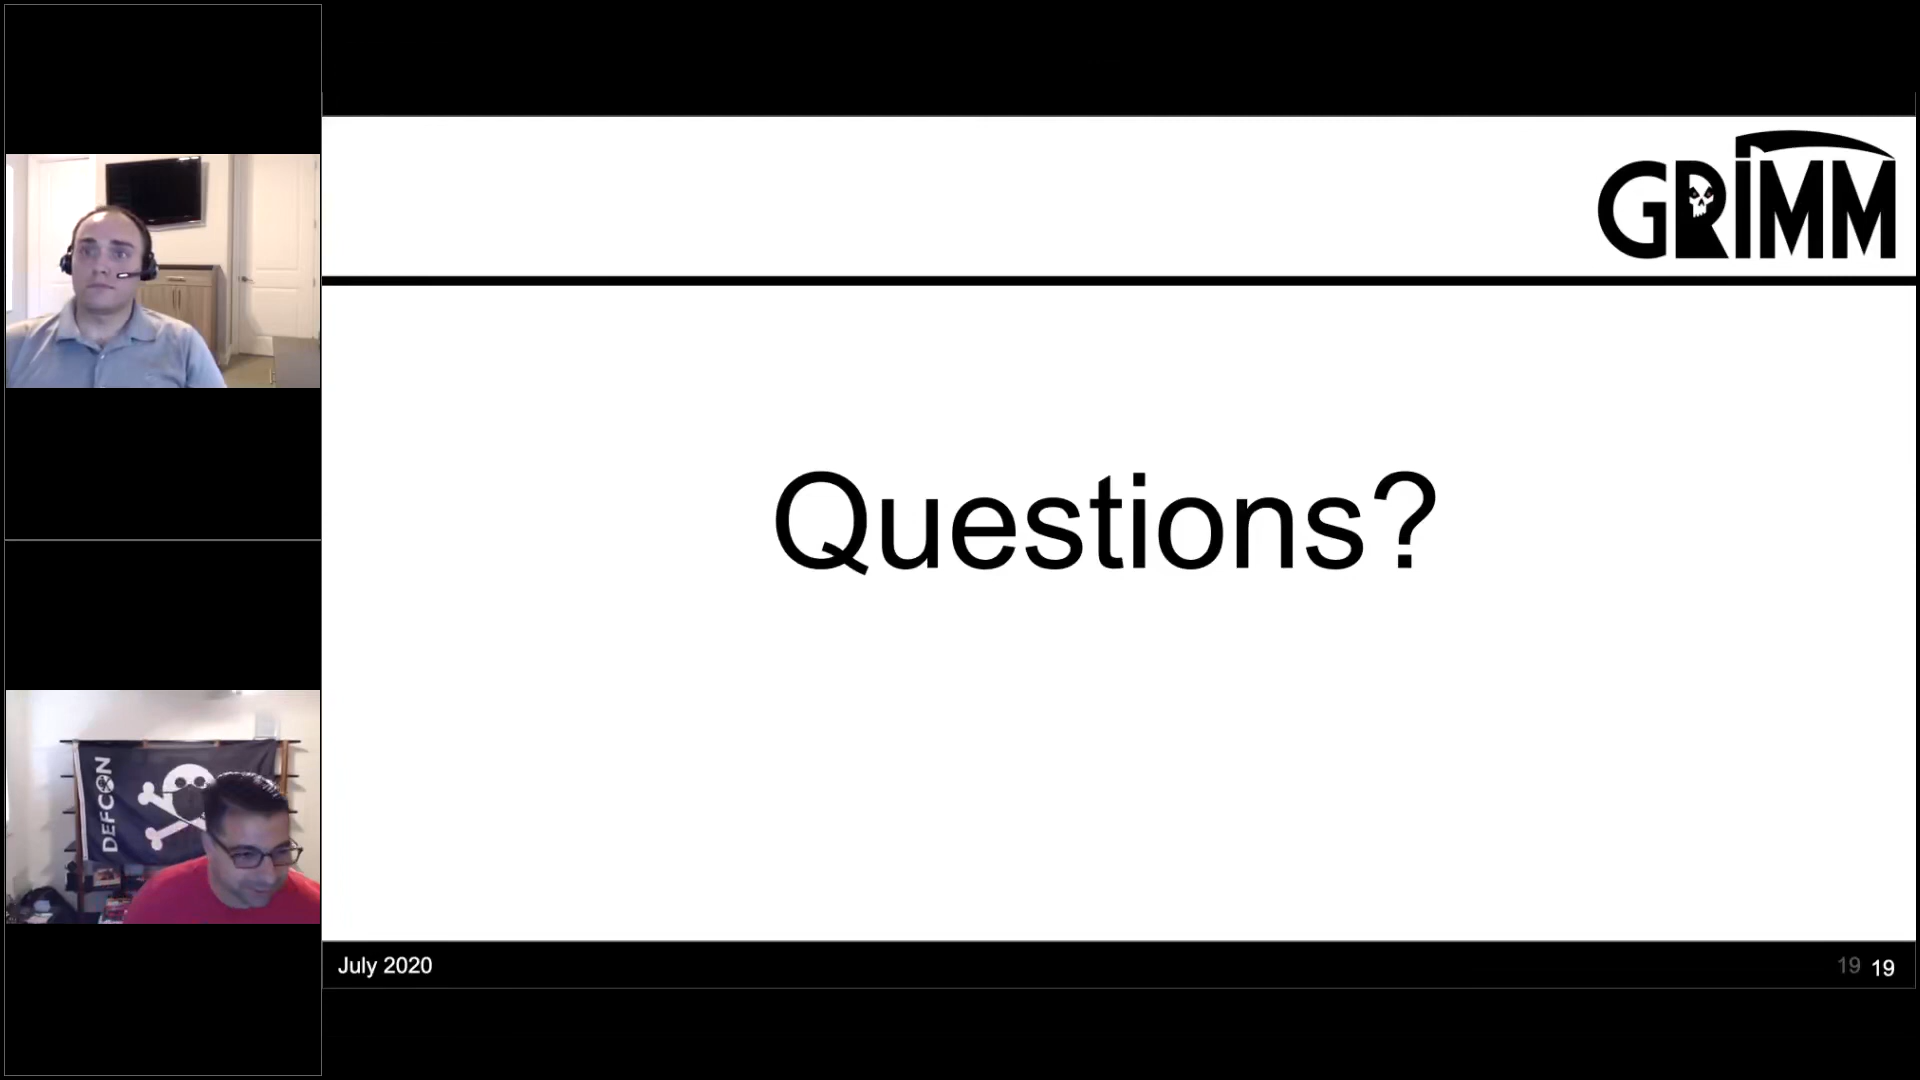 GRIMM
Questions?
DEFCON
July 2020
19 19